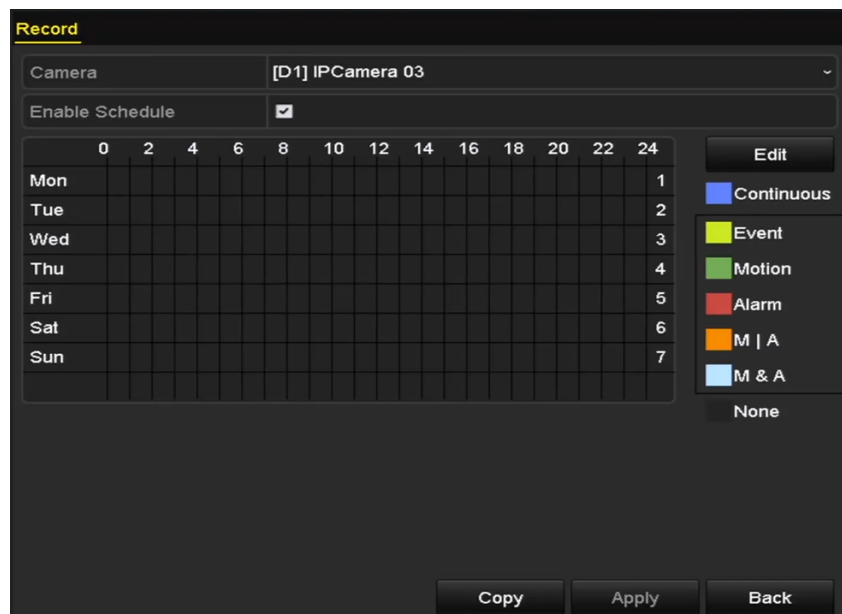 Record
Camera [D1] IPCamera 03
Enable Schedule
0 2 4 6 8 10 12 14 16 18 20 22 24
Edit
Mon 1
Continuous
Tue 2
Wed 3
Event
Thu 4
Motion
Fri 5
Alarm
Sat 6
M | A
Sun 7
M & A
None
Copy Apply Back